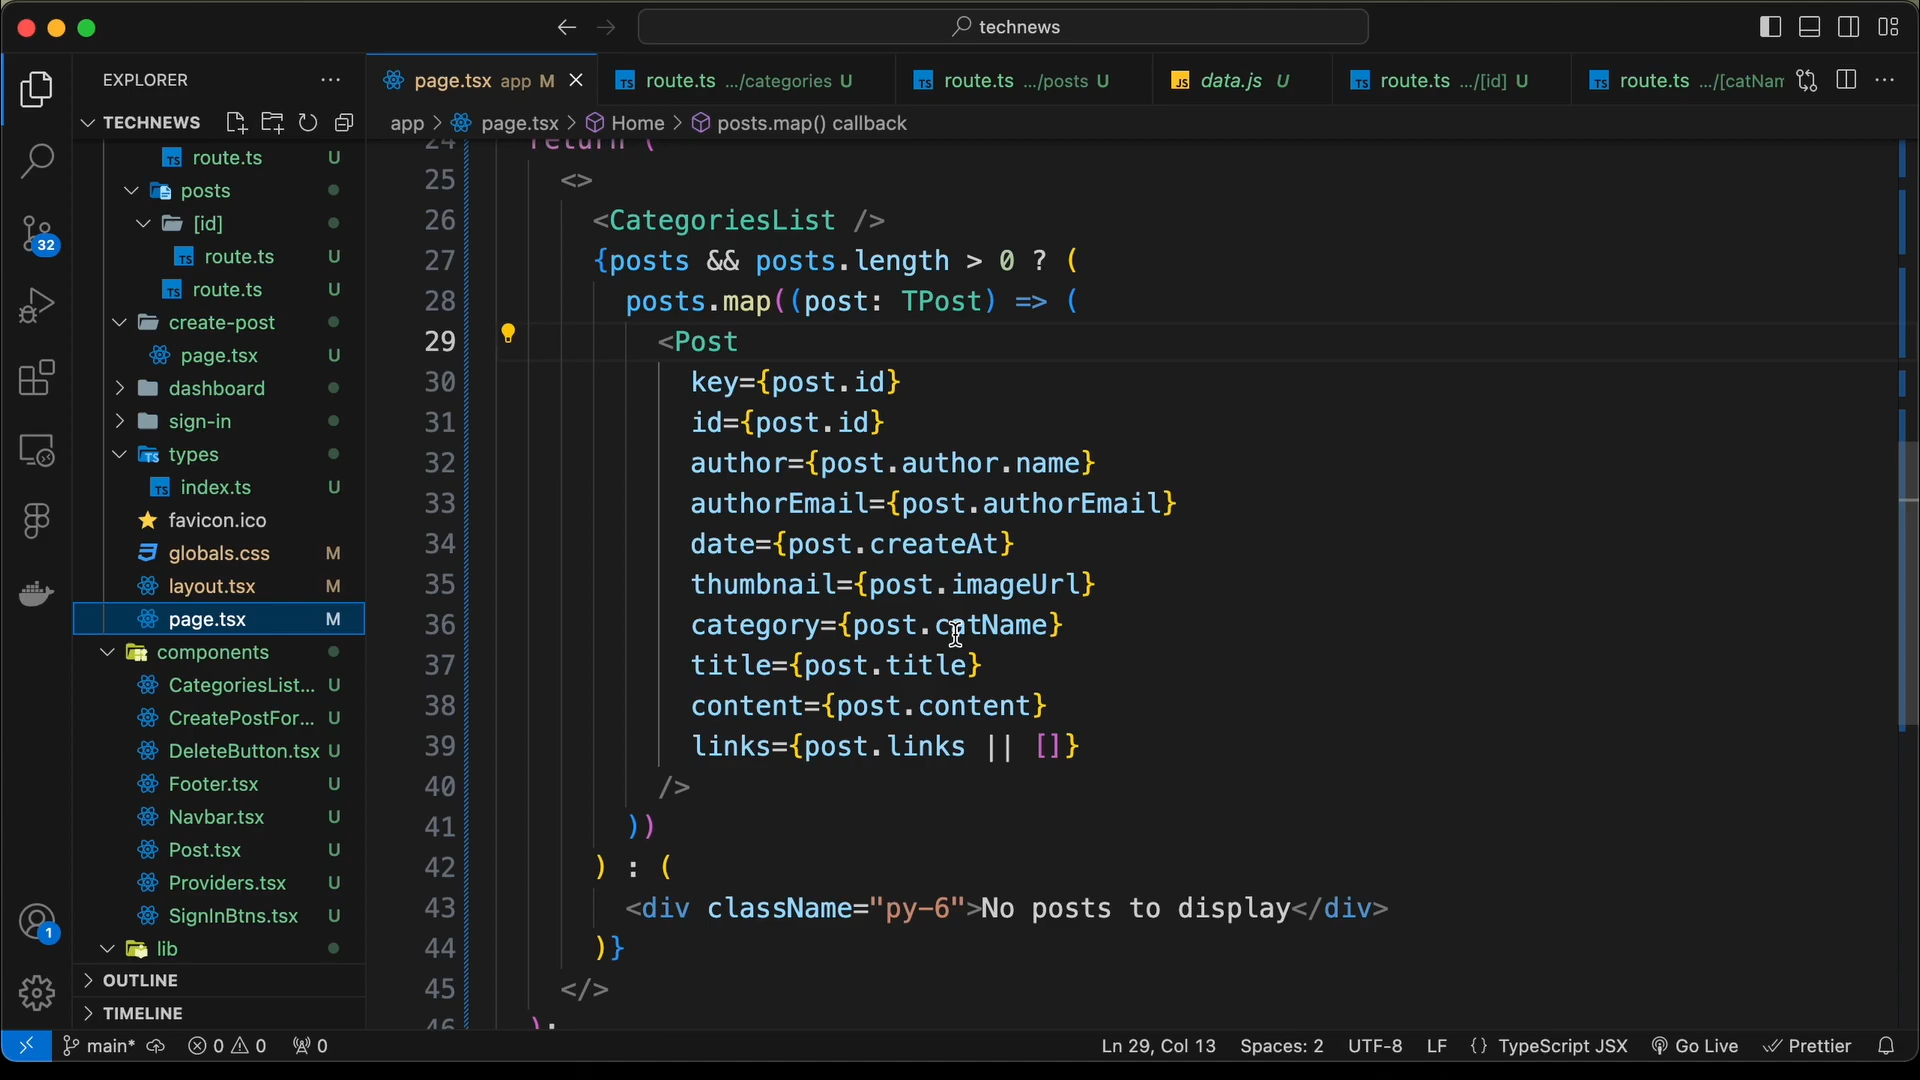 technews
EXPLORER
TECHNEWS
route.ts U
posts
[id]
route.ts U
route.ts U
create-post
page.tsx U
dashboard
sign-in
types
index.ts U
favicon.ico
globals.css M
layout.tsx M
page.tsx M
components
CategoriesList... U
CreatePostFor... U
DeleteButton.tsx U
Footer.tsx U
Navbar.tsx U
Post.tsx U
Providers.tsx U
SignInBtns.tsx U
lib
OUTLINE
TIMELINE
32
1
page.tsx app M
route.ts .../categories U
route.ts .../posts U
data.js U
route.ts .../[id] U
route.ts .../[catNam
app > page.tsx > Home > posts.map() callback
24 return (
25 <>
26 <CategoriesList />
27 {posts && posts.length > 0 ? (
28 posts.map((post: TPost) => (
29 <Post
30 key={post.id}
31 id={post.id}
32 author={post.author.name}
33 authorEmail={post.authorEmail}
34 date={post.createAt}
35 thumbnail={post.imageUrl}
36 category={post.catName}
37 title={post.title}
38 content={post.content}
39 links={post.links || []}
40 />
41 ))
42 ) : (
43 <div className="py-6">No posts to display</div>
44 )}
45 </>
46 );
main* 0 0 0
Ln 29, Col 13 Spaces: 2 UTF-8 LF {} TypeScript JSX Go Live Prettier